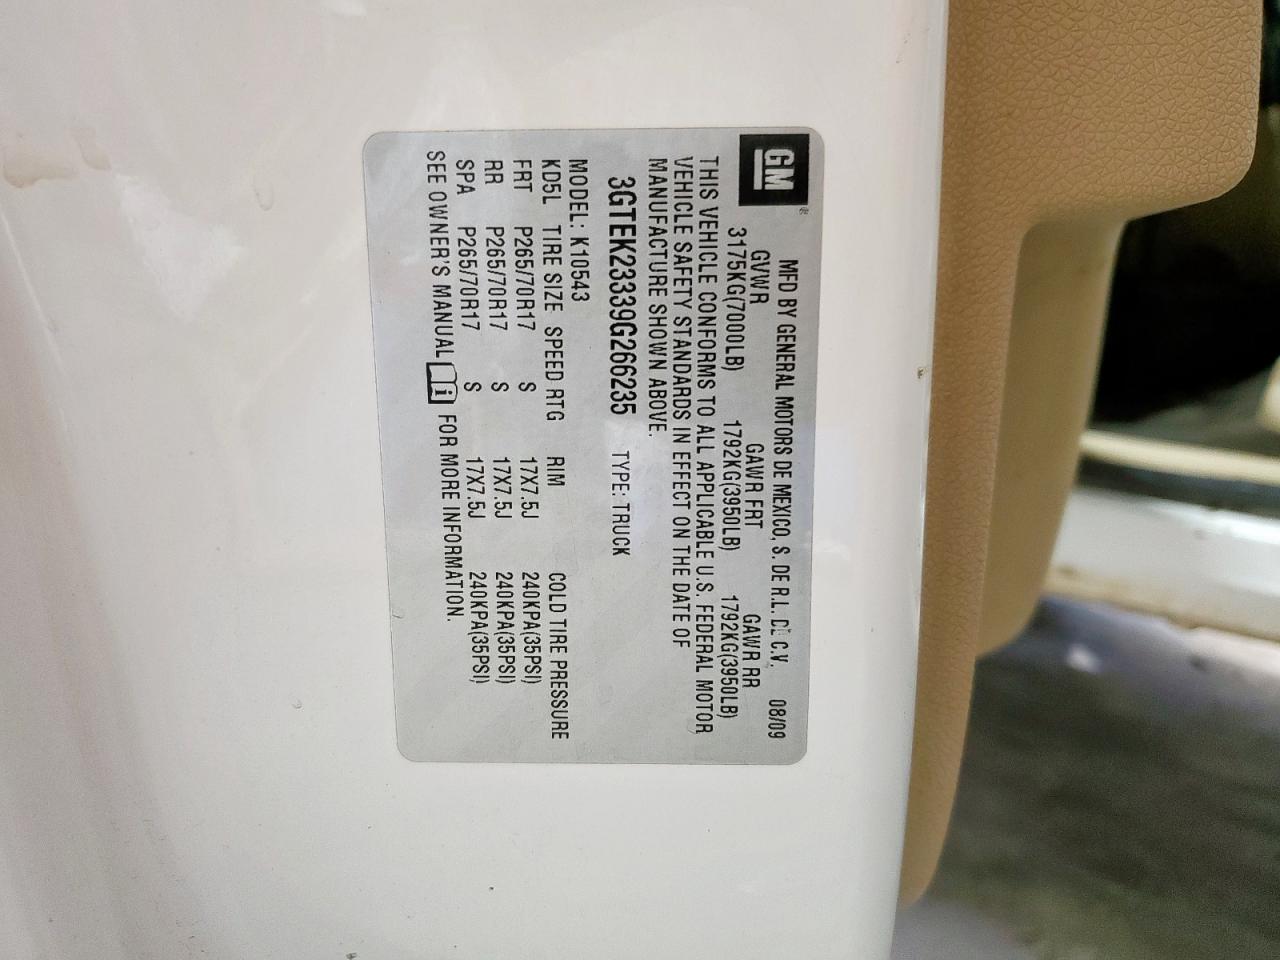 GM®
MFD BY GENERAL MOTORS DE MEXICO, S. DE R.L. DE C.V. 08/09
GVWR GAWR FRT GAWR RR
3175KG(7000LB) 1792KG(3950LB) 1792KG(3950LB)
THIS VEHICLE CONFORMS TO ALL APPLICABLE U.S. FEDERAL MOTOR
VEHICLE SAFETY STANDARDS IN EFFECT ON THE DATE OF
MANUFACTURE SHOWN ABOVE.
3GTEK23339G266235 TYPE: TRUCK
MODEL: K10543
KD5L TIRE SIZE SPEED RTG RIM COLD TIRE PRESSURE
FRT P265/70R17 S 17X7.5J 240KPA(35PSI)
RR P265/70R17 S 17X7.5J 240KPA(35PSI)
SPA P265/70R17 S 17X7.5J 240KPA(35PSI)
SEE OWNER'S MANUAL FOR MORE INFORMATION.